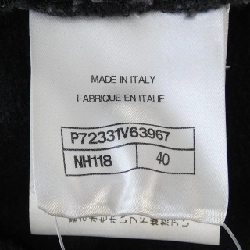 MADE IN ITALY
FABRIQUE EN ITALIE
P72331V63967
NH118 40